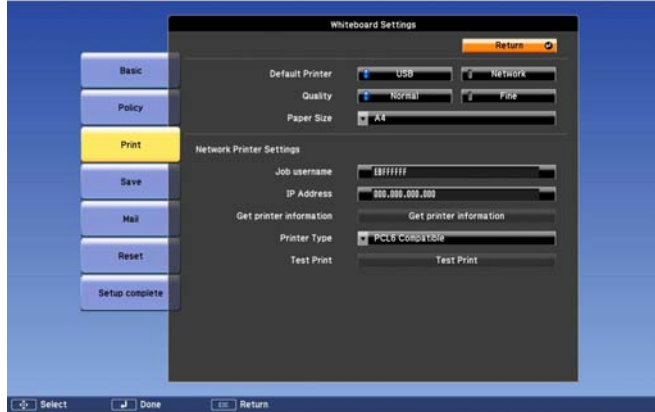 Whiteboard Settings
Return
Basic
Policy
Print
Save
Mail
Reset
Setup complete
Default Printer USB Network
Quality Normal Fine
Paper Size A4
Network Printer Settings
Job username EBFFFFFF
IP Address 000.000.000.000
Get printer information Get printer information
Printer Type PCL6 Compatible
Test Print Test Print
Select Done Esc Return